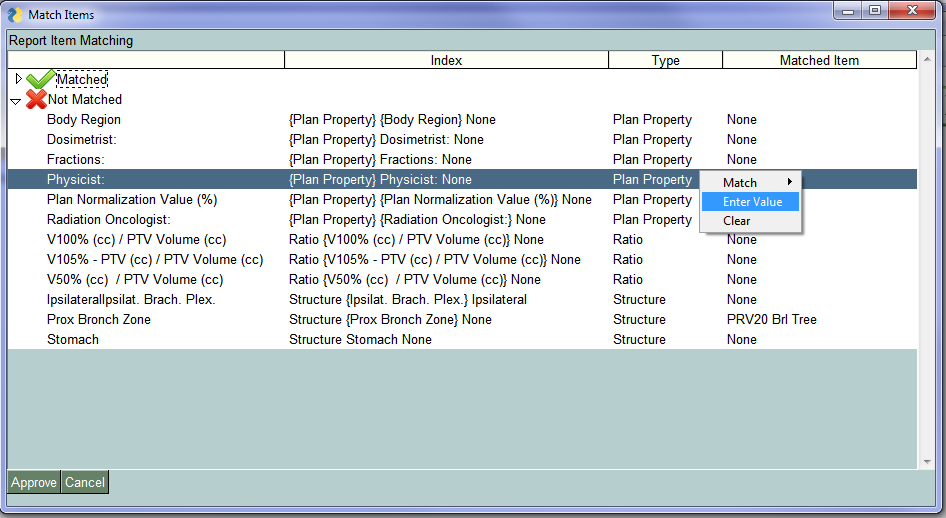 Match Items
Report Item Matching
Index Type Matched Item
Matched
Not Matched
Body Region {Plan Property} {Body Region} None Plan Property None
Dosimetrist: {Plan Property} Dosimetrist: None Plan Property None
Fractions: {Plan Property} Fractions: None Plan Property None
Physicist: {Plan Property} Physicist: None Plan Property
Match
Plan Normalization Value (%) {Plan Property} {Plan Normalization Value (%)} None Plan Property
Enter Value
Radiation Oncologist: {Plan Property} {Radiation Oncologist:} None Plan Property
Clear
V100% (cc) / PTV Volume (cc) Ratio {V100% (cc) / PTV Volume (cc)} None Ratio None
V105% - PTV (cc) / PTV Volume (cc) Ratio {V105% - PTV (cc) / PTV Volume (cc)} None Ratio None
V50% (cc)  / PTV Volume (cc) Ratio {V50% (cc)  / PTV Volume (cc)} None Ratio None
IpsilateralIpsilat. Brach. Plex. Structure {Ipsilat. Brach. Plex.} Ipsilateral Structure None
Prox Bronch Zone Structure {Prox Bronch Zone} None Structure PRV20 Brl Tree
Stomach Structure Stomach None Structure None
Approve Cancel